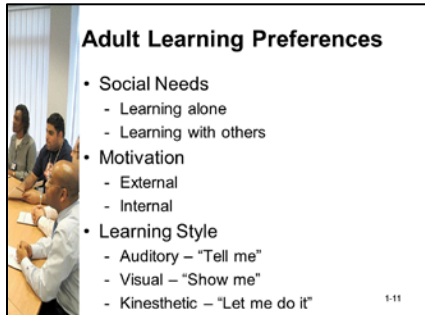 Adult Learning Preferences
• Social Needs
- Learning alone
- Learning with others
• Motivation
- External
- Internal
• Learning Style
- Auditory – “Tell me”
- Visual – “Show me”
- Kinesthetic – “Let me do it”
1-11